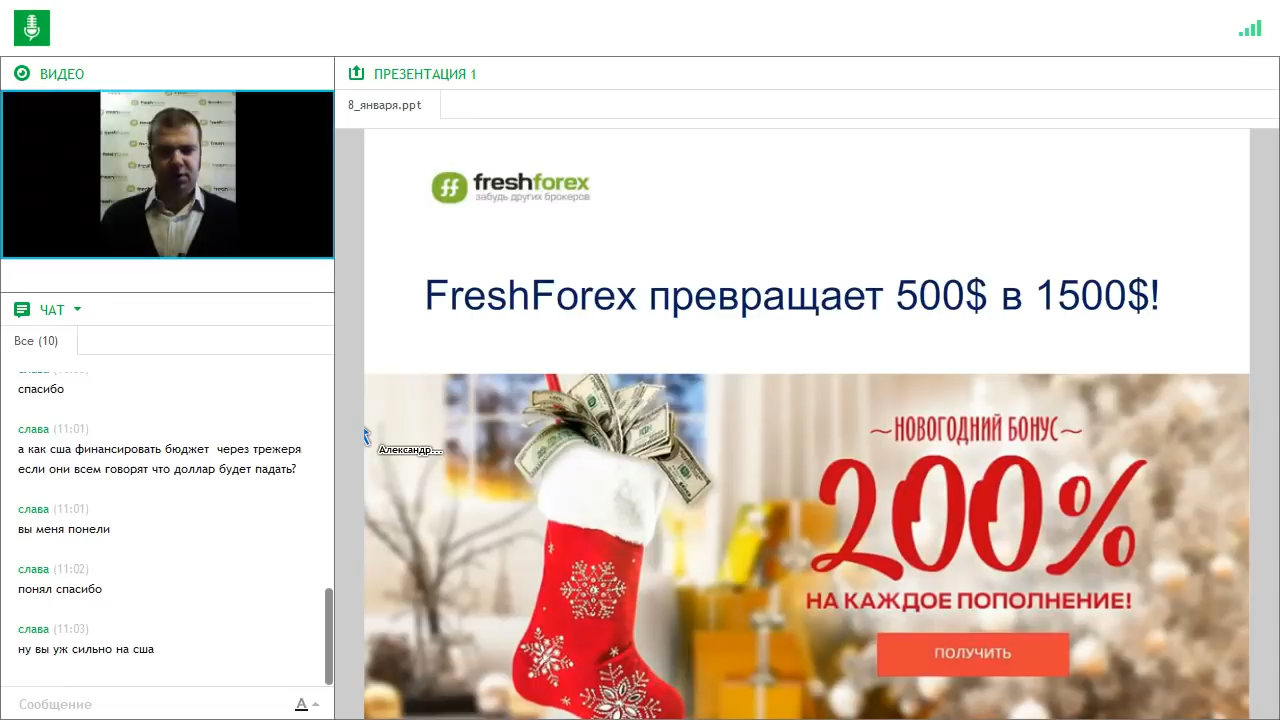 ВИДЕО
ПРЕЗЕНТАЦИЯ 1
8_января.ppt
freshforex
забудь других брокеров
FreshForex превращает 500$ в 1500$!
НОВОГОДНИЙ БОНУС
200%
НА КАЖДОЕ ПОПОЛНЕНИЕ!
ПОЛУЧИТЬ
Александр...
ЧАТ
Все (10)
спасибо
слава (11:01)
а как сша финансировать бюджет через трежеря
если они всем говорят что доллар будет падать?
слава (11:01)
вы меня понели
слава (11:02)
понял спасибо
слава (11:03)
ну вы уж сильно на сша
Сообщение
A